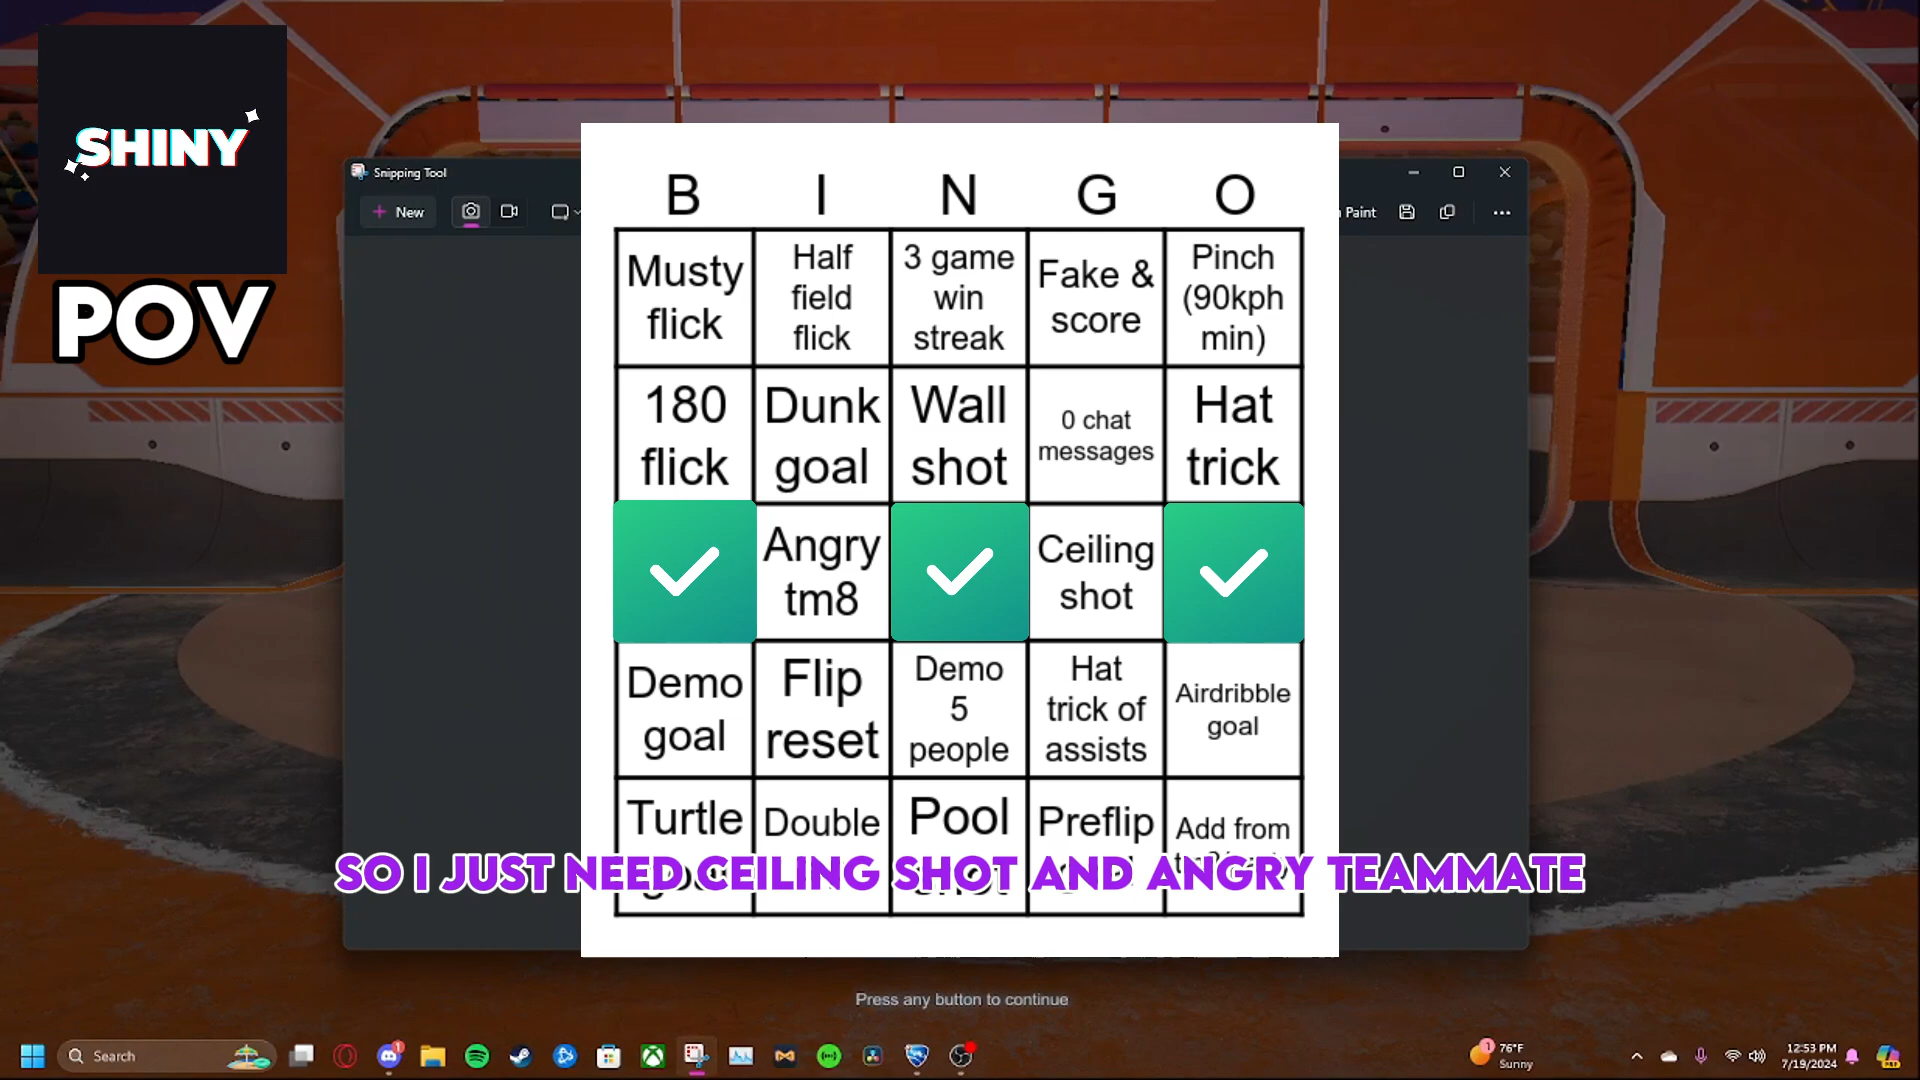 SHINY
POV
Snipping Tool
New
Paint
B I N G O
Musty
flick
Half
field
flick
3 game
win
streak
Fake &
score
Pinch
(90kph
min)
180
flick
Dunk
goal
Wall
shot
0 chat
messages
Hat
trick
Angry
tm8
Ceiling
shot
Demo
goal
Flip
reset
Demo
5
people
Hat
trick of
assists
Airdribble
goal
Turtle
Double
Pool
shot
Preflip
Add from
SO I JUST NEED CEILING SHOT AND ANGRY TEAMMATE
Press any button to continue
Search
1
1
76°F
Sunny
12:53 PM
7/19/2024